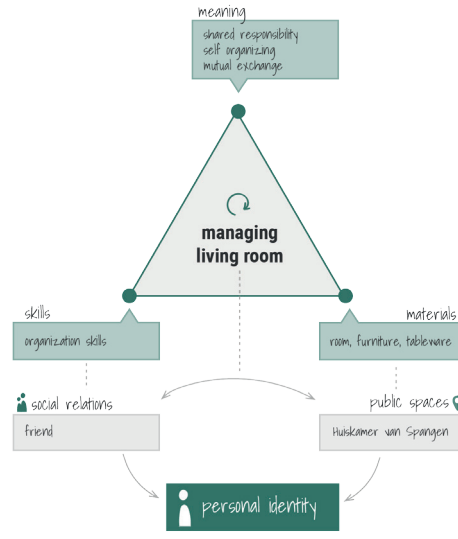 meaning
shared responsibility
self organizing
mutual exchange
managing
living room
skills
organization skills
materials
room, furniture, tableware
social relations
friend
public spaces
Huiskamer van Spangen
personal identity